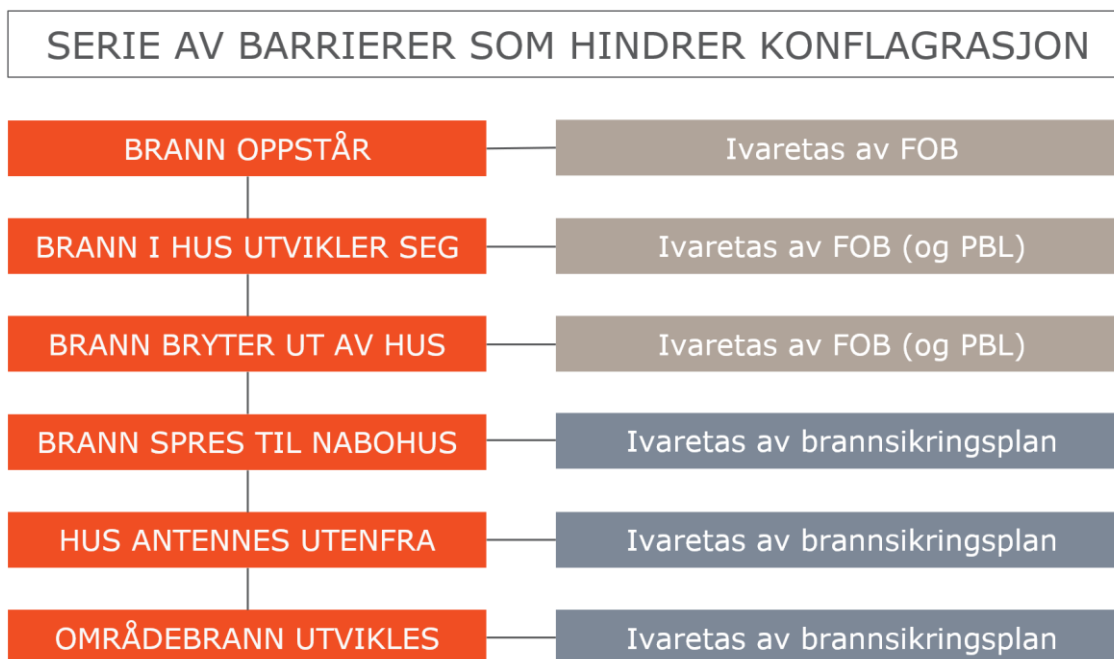 SERIE AV BARRIERER SOM HINDRER KONFLAGRASJON
BRANN OPPSTÅR
Ivaretas av FOB
BRANN I HUS UTVIKLER SEG
Ivaretas av FOB (og PBL)
BRANN BRYTER UT AV HUS
Ivaretas av FOB (og PBL)
BRANN SPRES TIL NABOHUS
Ivaretas av brannsikringsplan
HUS ANTENNES UTENFRA
Ivaretas av brannsikringsplan
OMRÅDEBRANN UTVIKLES
Ivaretas av brannsikringsplan